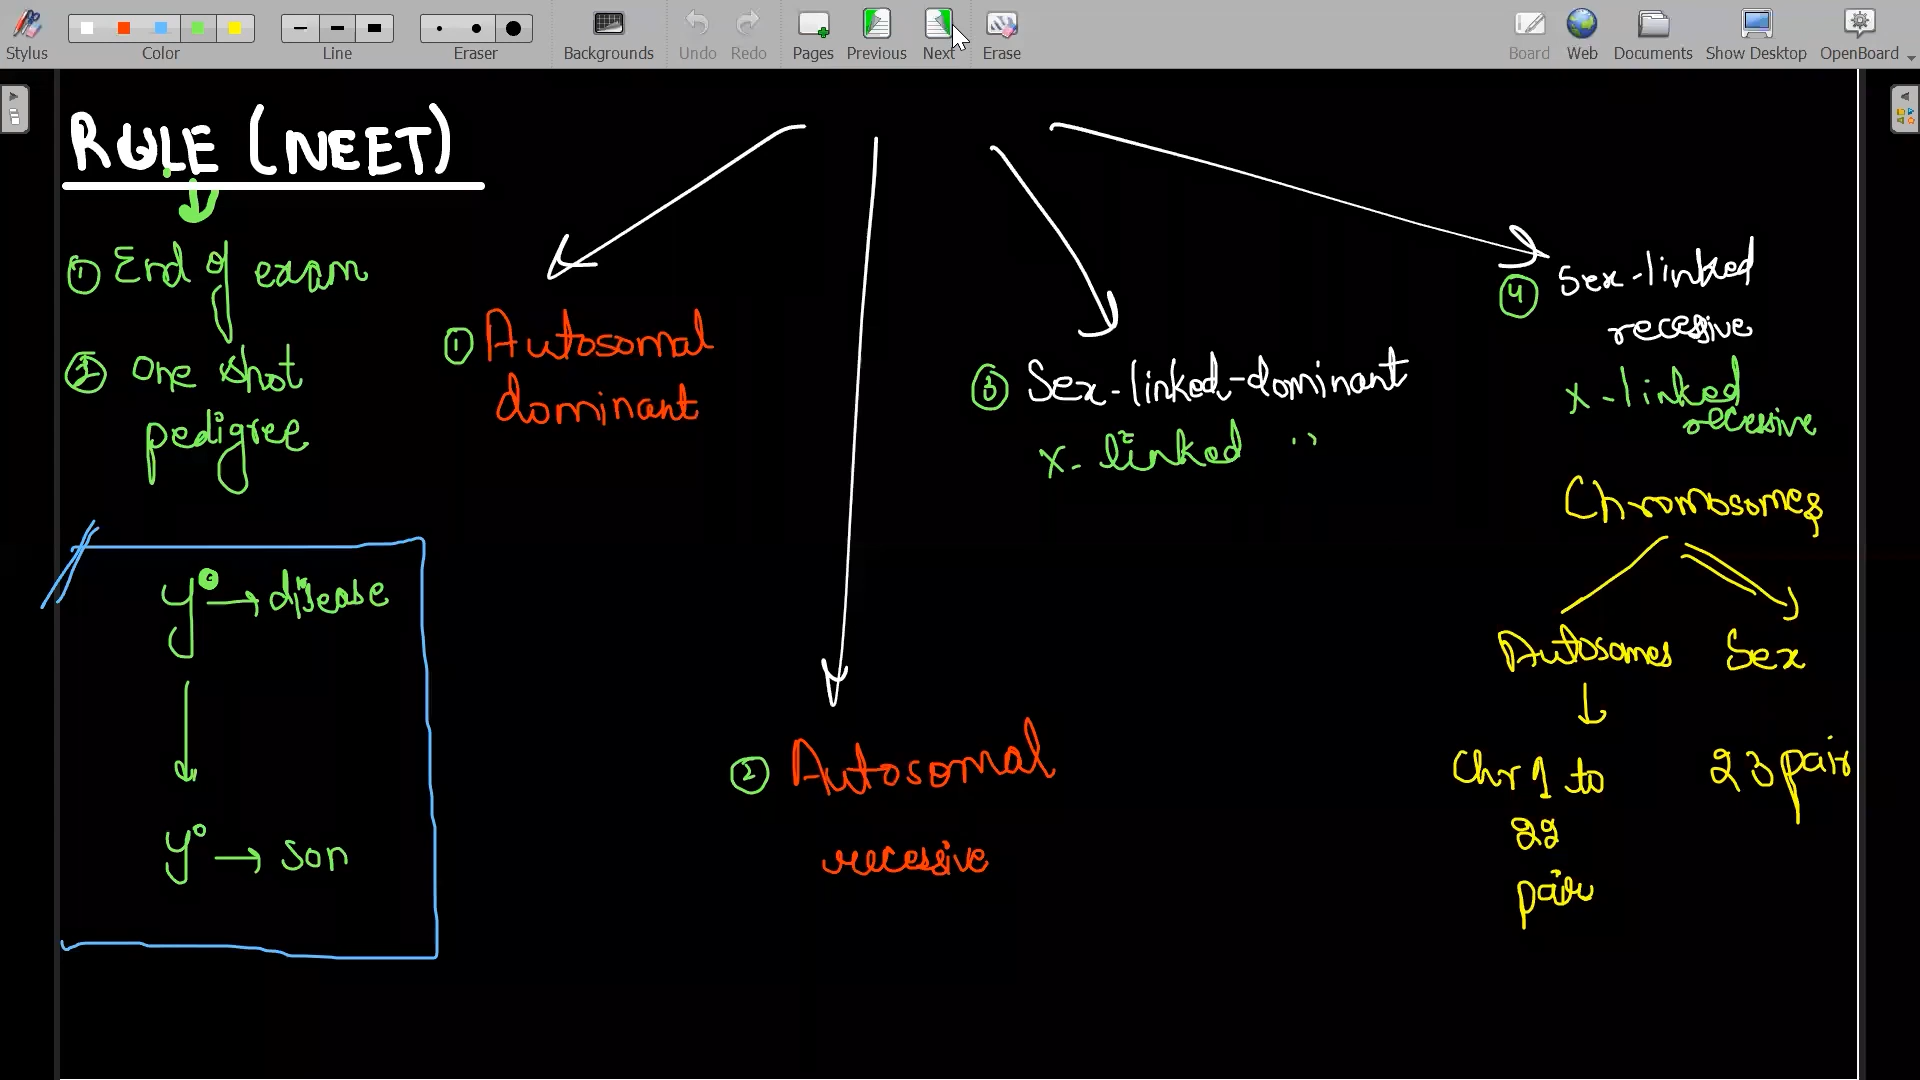 Stylus
Color
Line
Eraser
Backgrounds
Undo
Redo
Pages
Previous
Next
Erase
Board
Web
Documents
Show Desktop
OpenBoard
RULE (NEET)
① End of exam
② One shot
pedigree
y° → disease
y° → son
① Autosomal
dominant
② Autosomal
recessive
③ Sex-linked-dominant
X-linked "
④ Sex-linked
recessive
X-linked
recessive
Chromosomes
Autosomes
Sex
Chr 1 to
22
pair
23 pair